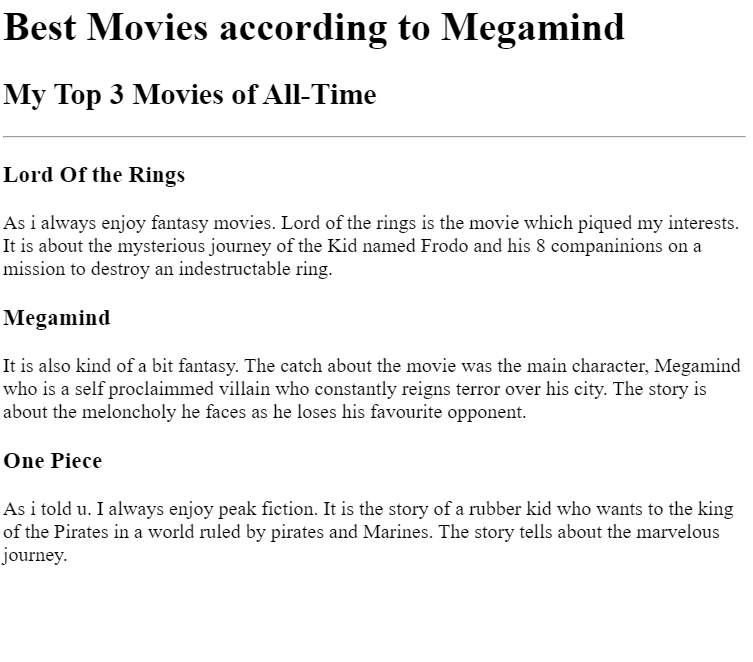 Best Movies according to Megamind
My Top 3 Movies of All-Time
Lord Of the Rings
As i always enjoy fantasy movies. Lord of the rings is the movie which piqued my interests.
It is about the mysterious journey of the Kid named Frodo and his 8 companinions on a
mission to destroy an indestructable ring.
Megamind
It is also kind of a bit fantasy. The catch about the movie was the main character, Megamind
who is a self proclaimmed villain who constantly reigns terror over his city. The story is
about the meloncholy he faces as he loses his favourite opponent.
One Piece
As i told u. I always enjoy peak fiction. It is the story of a rubber kid who wants to the king
of the Pirates in a world ruled by pirates and Marines. The story tells about the marvelous
journey.